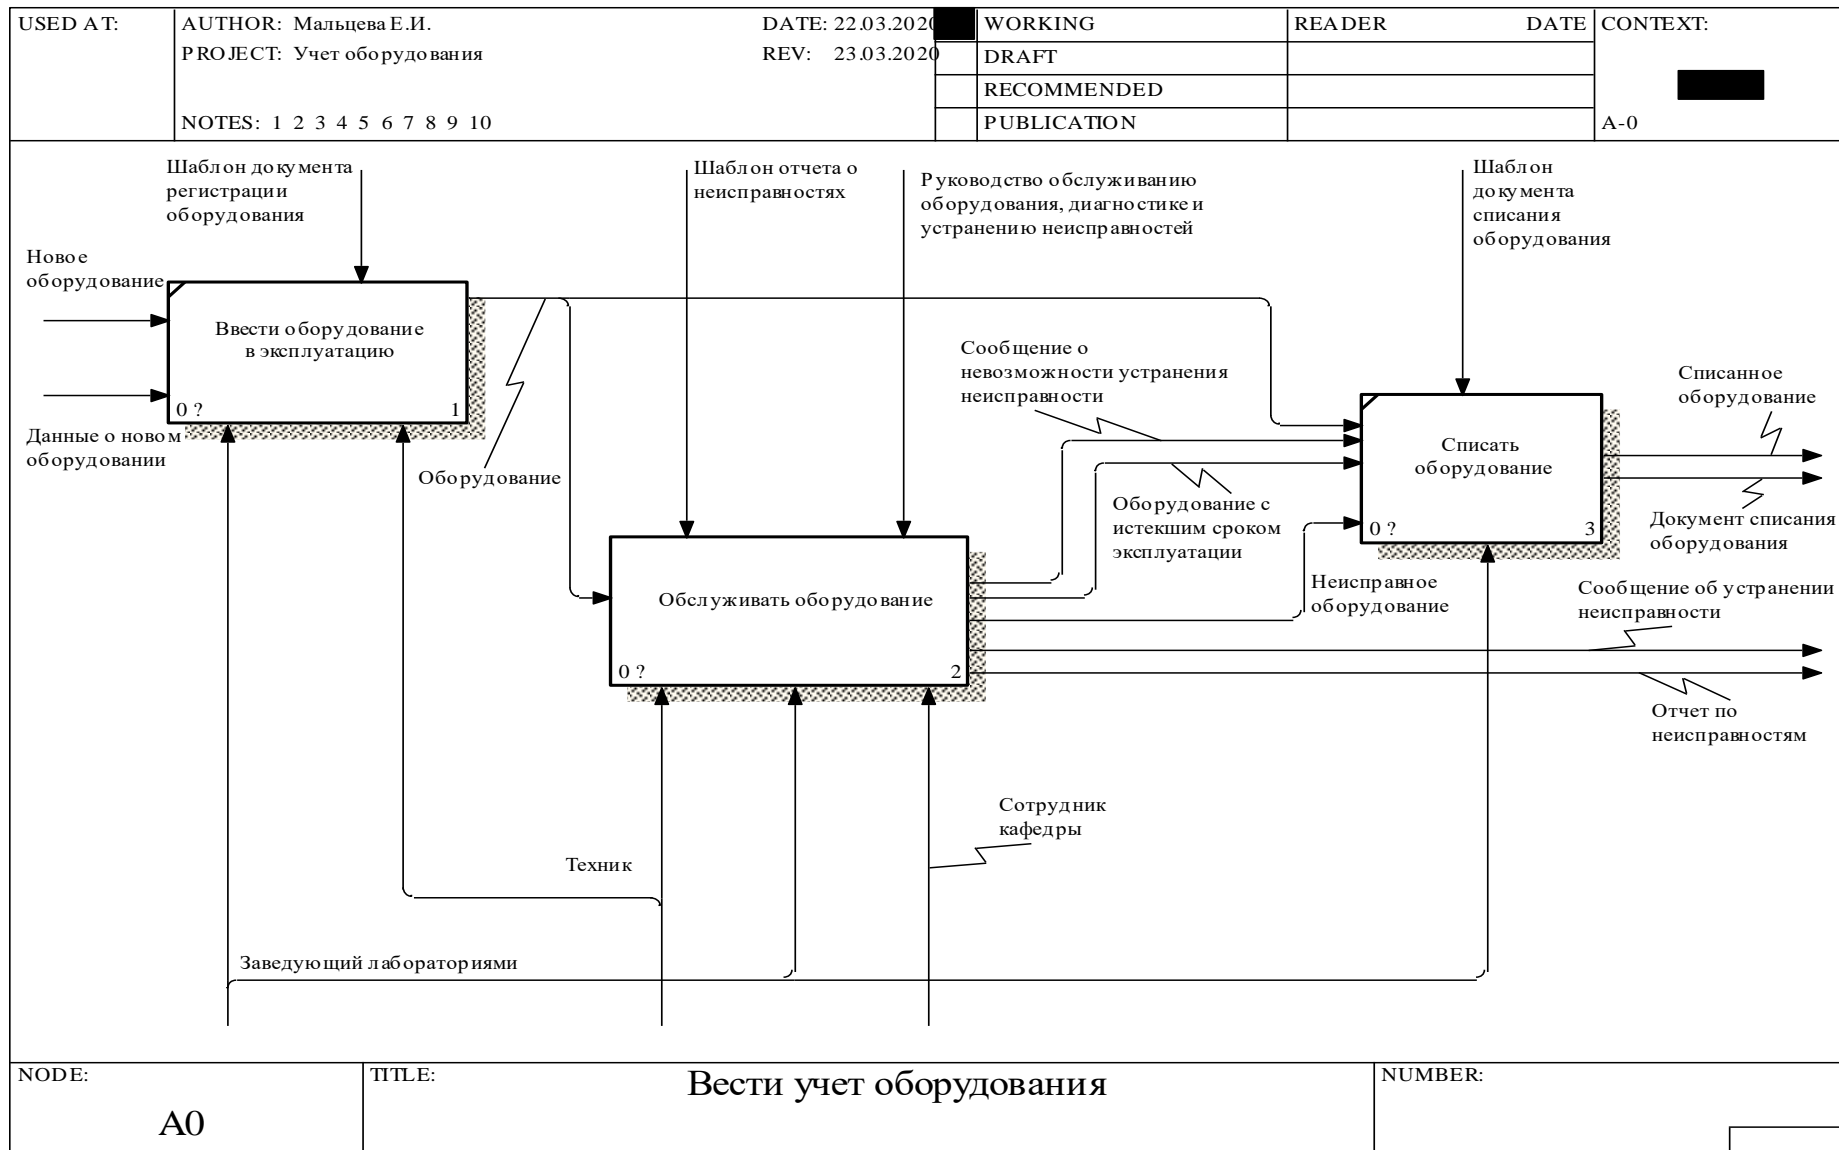 USED AT:
AUTHOR: Мальцева Е.И.
DATE: 22.03.2020
PROJECT: Учет оборудования
REV: 23.03.2020
NOTES: 1 2 3 4 5 6 7 8 9 10
WORKING
DRAFT
RECOMMENDED
PUBLICATION
READER
DATE
CONTEXT:
A-0
Шаблон документа
регистрации
оборудования
Шаблон отчета о
неисправностях
Руководство обслуживанию
оборудования, диагностике и
устранению неисправностей
Шаблон
документа
списания
оборудования
Новое
оборудование
Ввести оборудование
в эксплуатацию
0 ?
1
Данные о новом
оборудовании
Оборудование
Сообщение о
невозможности устранения
неисправности
Списанное
оборудование
Списать
оборудование
0 ?
3
Оборудование с
истекшим сроком
эксплуатации
Документ списания
оборудования
Обслуживать оборудование
0 ?
2
Неисправное
оборудование
Сообщение об устранении
неисправности
Отчет по
неисправностям
Сотрудник
кафедры
Техник
Заведующий лабораториями
NODE:
A0
TITLE:
Вести учет оборудования
NUMBER: